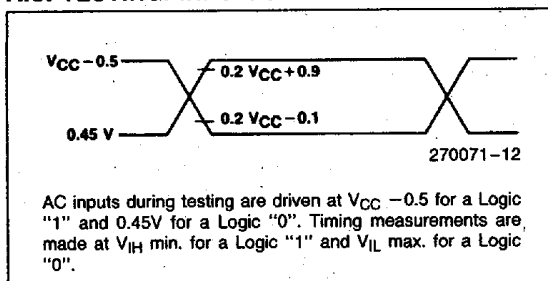 VCC−0.5
0.2 VCC+0.9
0.2 VCC−0.1
0.45 V
270071−12
AC inputs during testing are driven at VCC −0.5 for a Logic
"1" and 0.45V for a Logic "0". Timing measurements are
made at VIH min. for a Logic "1" and VIL max. for a Logic
"0".